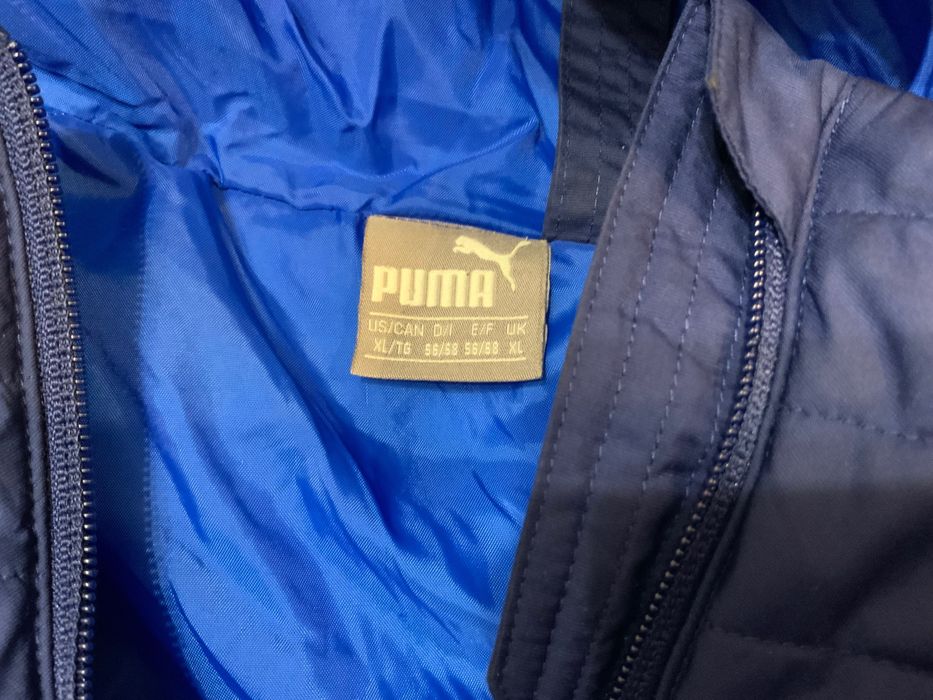 PUMA
US/CAN D/I E/F UK
XL/TG 56/58 56/58 XL